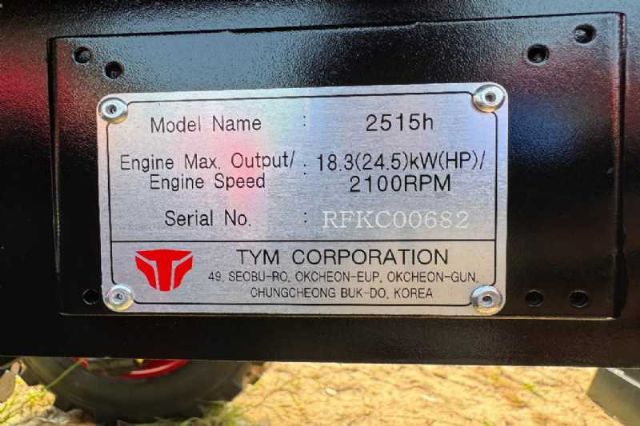 Model Name : 2515h
Engine Max. Output/ : 18.3(24.5)kW(HP)/
Engine Speed 2100RPM
Serial No. : RFKC00682
TYM CORPORATION
49, SEOBU-RO, OKCHEON-EUP, OKCHEON-GUN,
CHUNGCHEONG BUK-DO, KOREA